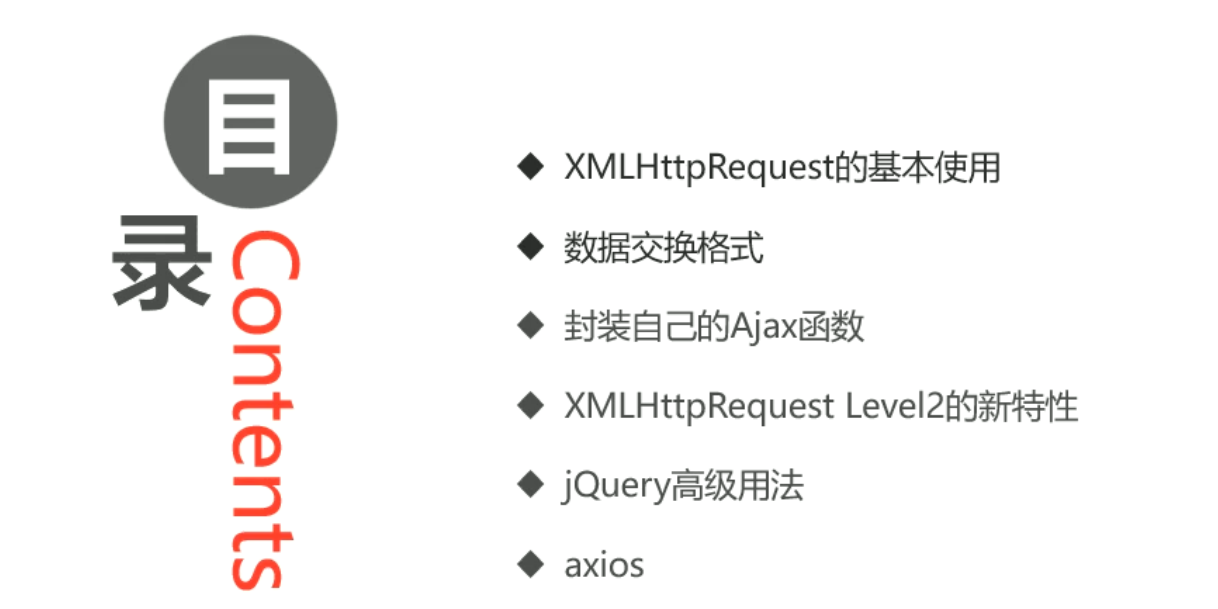 目录
Contents
XMLHttpRequest的基本使用
数据交换格式
封装自己的Ajax函数
XMLHttpRequest Level2的新特性
jQuery高级用法
axios